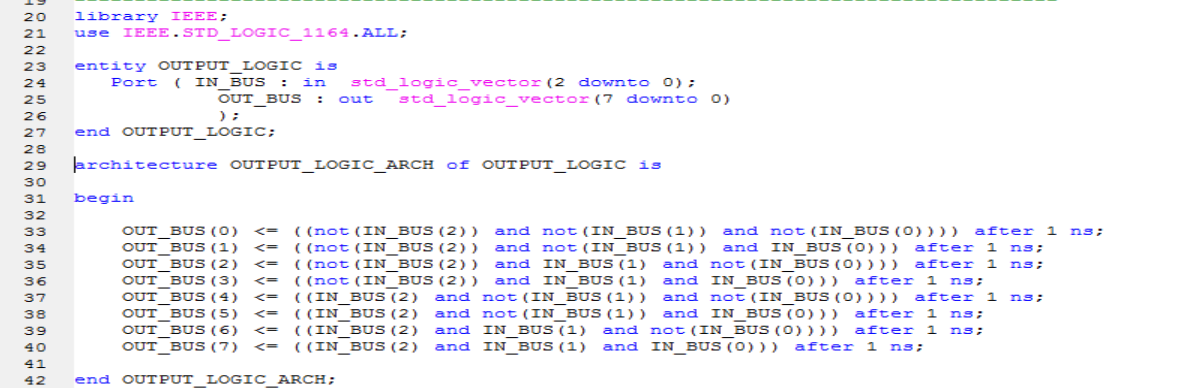 19 --------------------------------------------------------------------------------
20 library IEEE;
21 use IEEE.STD_LOGIC_1164.ALL;
22
23 entity OUTPUT_LOGIC is
24 Port ( IN_BUS : in std_logic_vector(2 downto 0);
25 OUT_BUS : out std_logic_vector(7 downto 0)
26 );
27 end OUTPUT_LOGIC;
28
29 architecture OUTPUT_LOGIC_ARCH of OUTPUT_LOGIC is
30
31 begin
32
33 OUT_BUS(0) <= ((not(IN_BUS(2)) and not(IN_BUS(1)) and not(IN_BUS(0)))) after 1 ns;
34 OUT_BUS(1) <= ((not(IN_BUS(2)) and not(IN_BUS(1)) and IN_BUS(0))) after 1 ns;
35 OUT_BUS(2) <= ((not(IN_BUS(2)) and IN_BUS(1) and not(IN_BUS(0)))) after 1 ns;
36 OUT_BUS(3) <= ((not(IN_BUS(2)) and IN_BUS(1) and IN_BUS(0))) after 1 ns;
37 OUT_BUS(4) <= ((IN_BUS(2) and not(IN_BUS(1)) and not(IN_BUS(0)))) after 1 ns;
38 OUT_BUS(5) <= ((IN_BUS(2) and not(IN_BUS(1)) and IN_BUS(0))) after 1 ns;
39 OUT_BUS(6) <= ((IN_BUS(2) and IN_BUS(1) and not(IN_BUS(0)))) after 1 ns;
40 OUT_BUS(7) <= ((IN_BUS(2) and IN_BUS(1) and IN_BUS(0))) after 1 ns;
41
42 end OUTPUT_LOGIC_ARCH;